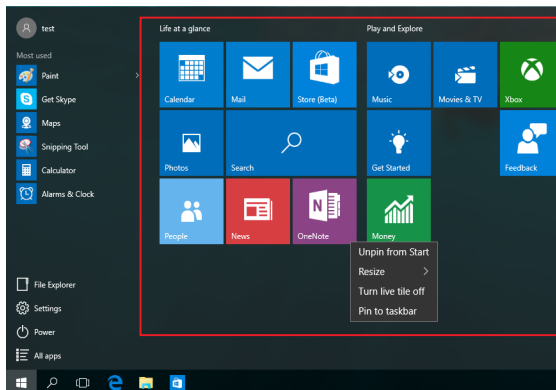 test
Most used
Paint
Get Skype
Maps
Snipping Tool
Calculator
Alarms & Clock
File Explorer
Settings
Power
All apps
Life at a glance
Calendar
Mail
Store (Beta)
Photos
Search
People
News
OneNote
Play and Explore
Music
Movies & TV
Xbox
Get Started
Feedback
Money
Unpin from Start
Resize
Turn live tile off
Pin to taskbar